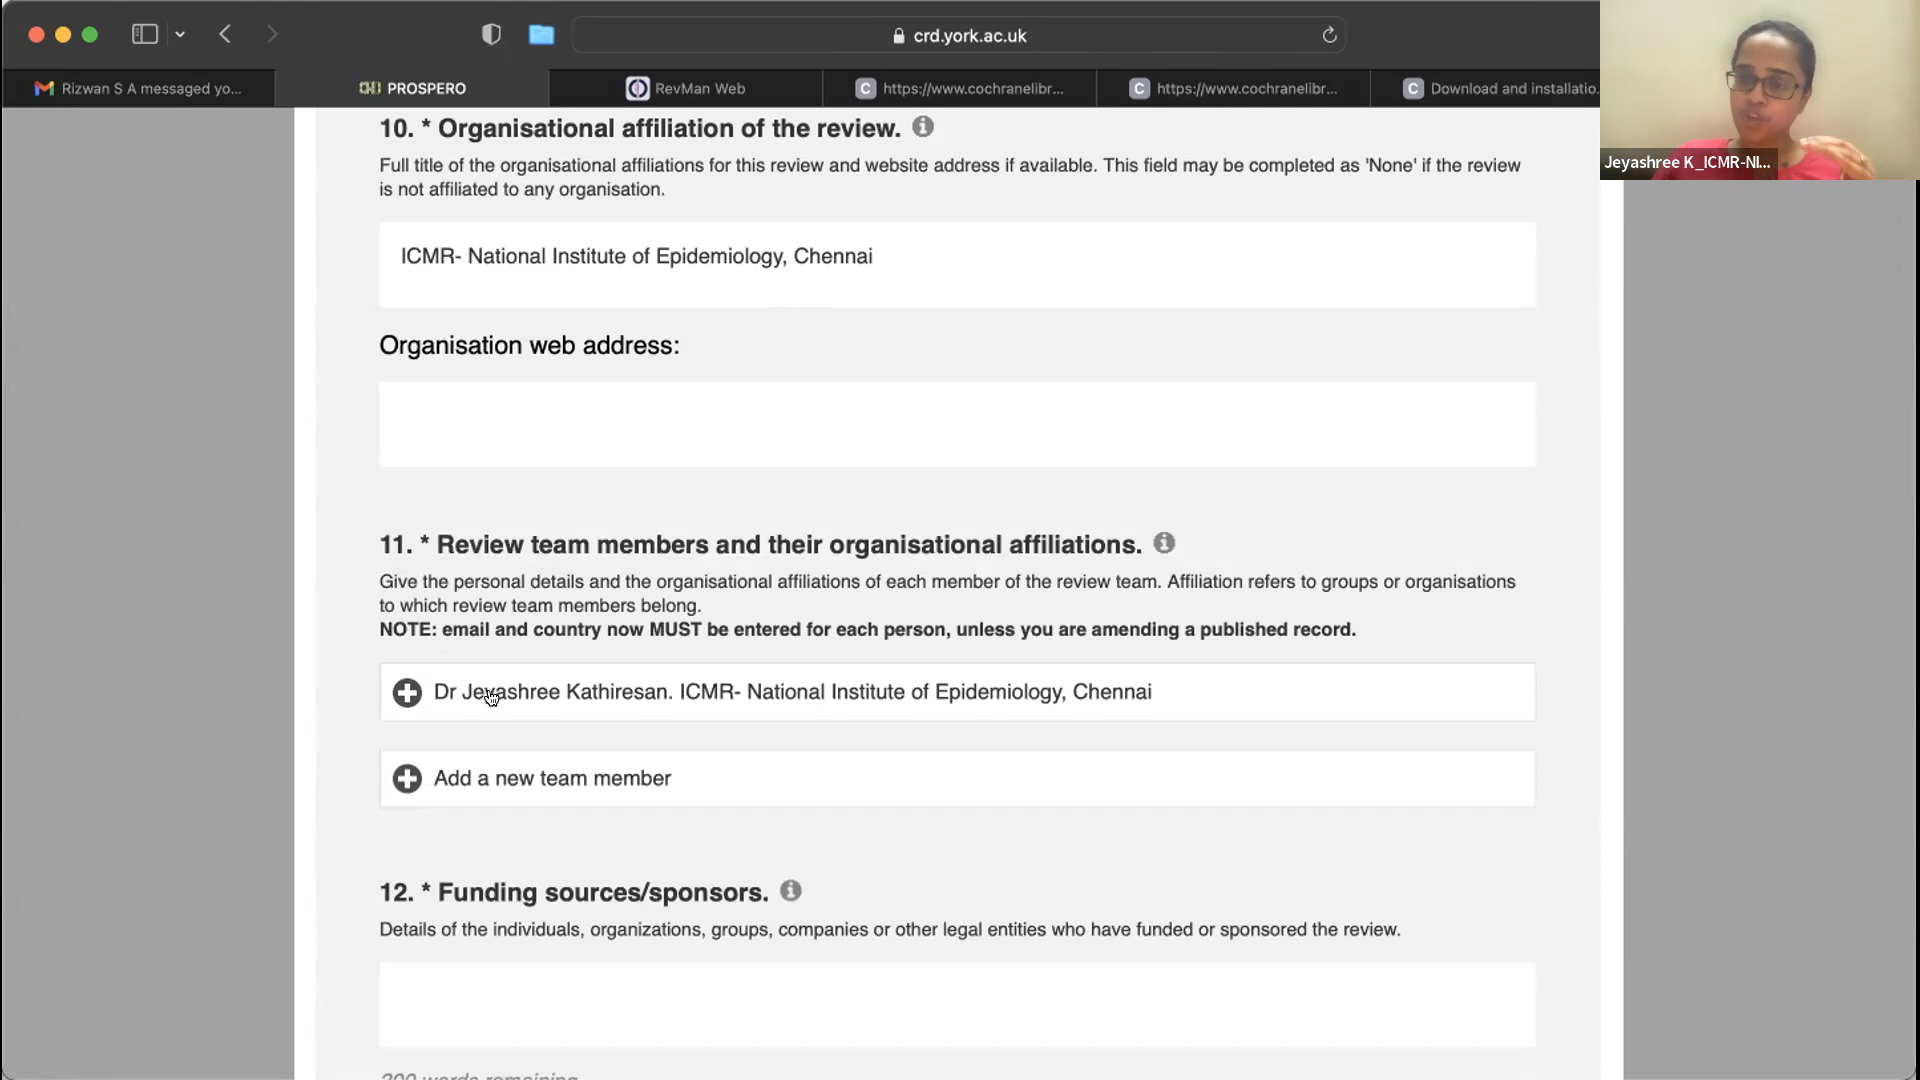 crd.york.ac.uk
Rizwan S A messaged yo...
PROSPERO
RevMan Web
https://www.cochranelibr...
https://www.cochranelibr...
Download and installatio
Jeyashree K_ICMR-NI...
10. * Organisational affiliation of the review.
Full title of the organisational affiliations for this review and website address if available. This field may be completed as 'None' if the review
is not affiliated to any organisation.
ICMR- National Institute of Epidemiology, Chennai
Organisation web address:
11. * Review team members and their organisational affiliations.
Give the personal details and the organisational affiliations of each member of the review team. Affiliation refers to groups or organisations
to which review team members belong.
NOTE: email and country now MUST be entered for each person, unless you are amending a published record.
Dr Jeyashree Kathiresan. ICMR- National Institute of Epidemiology, Chennai
Add a new team member
12. * Funding sources/sponsors.
Details of the individuals, organizations, groups, companies or other legal entities who have funded or sponsored the review.
words remaining